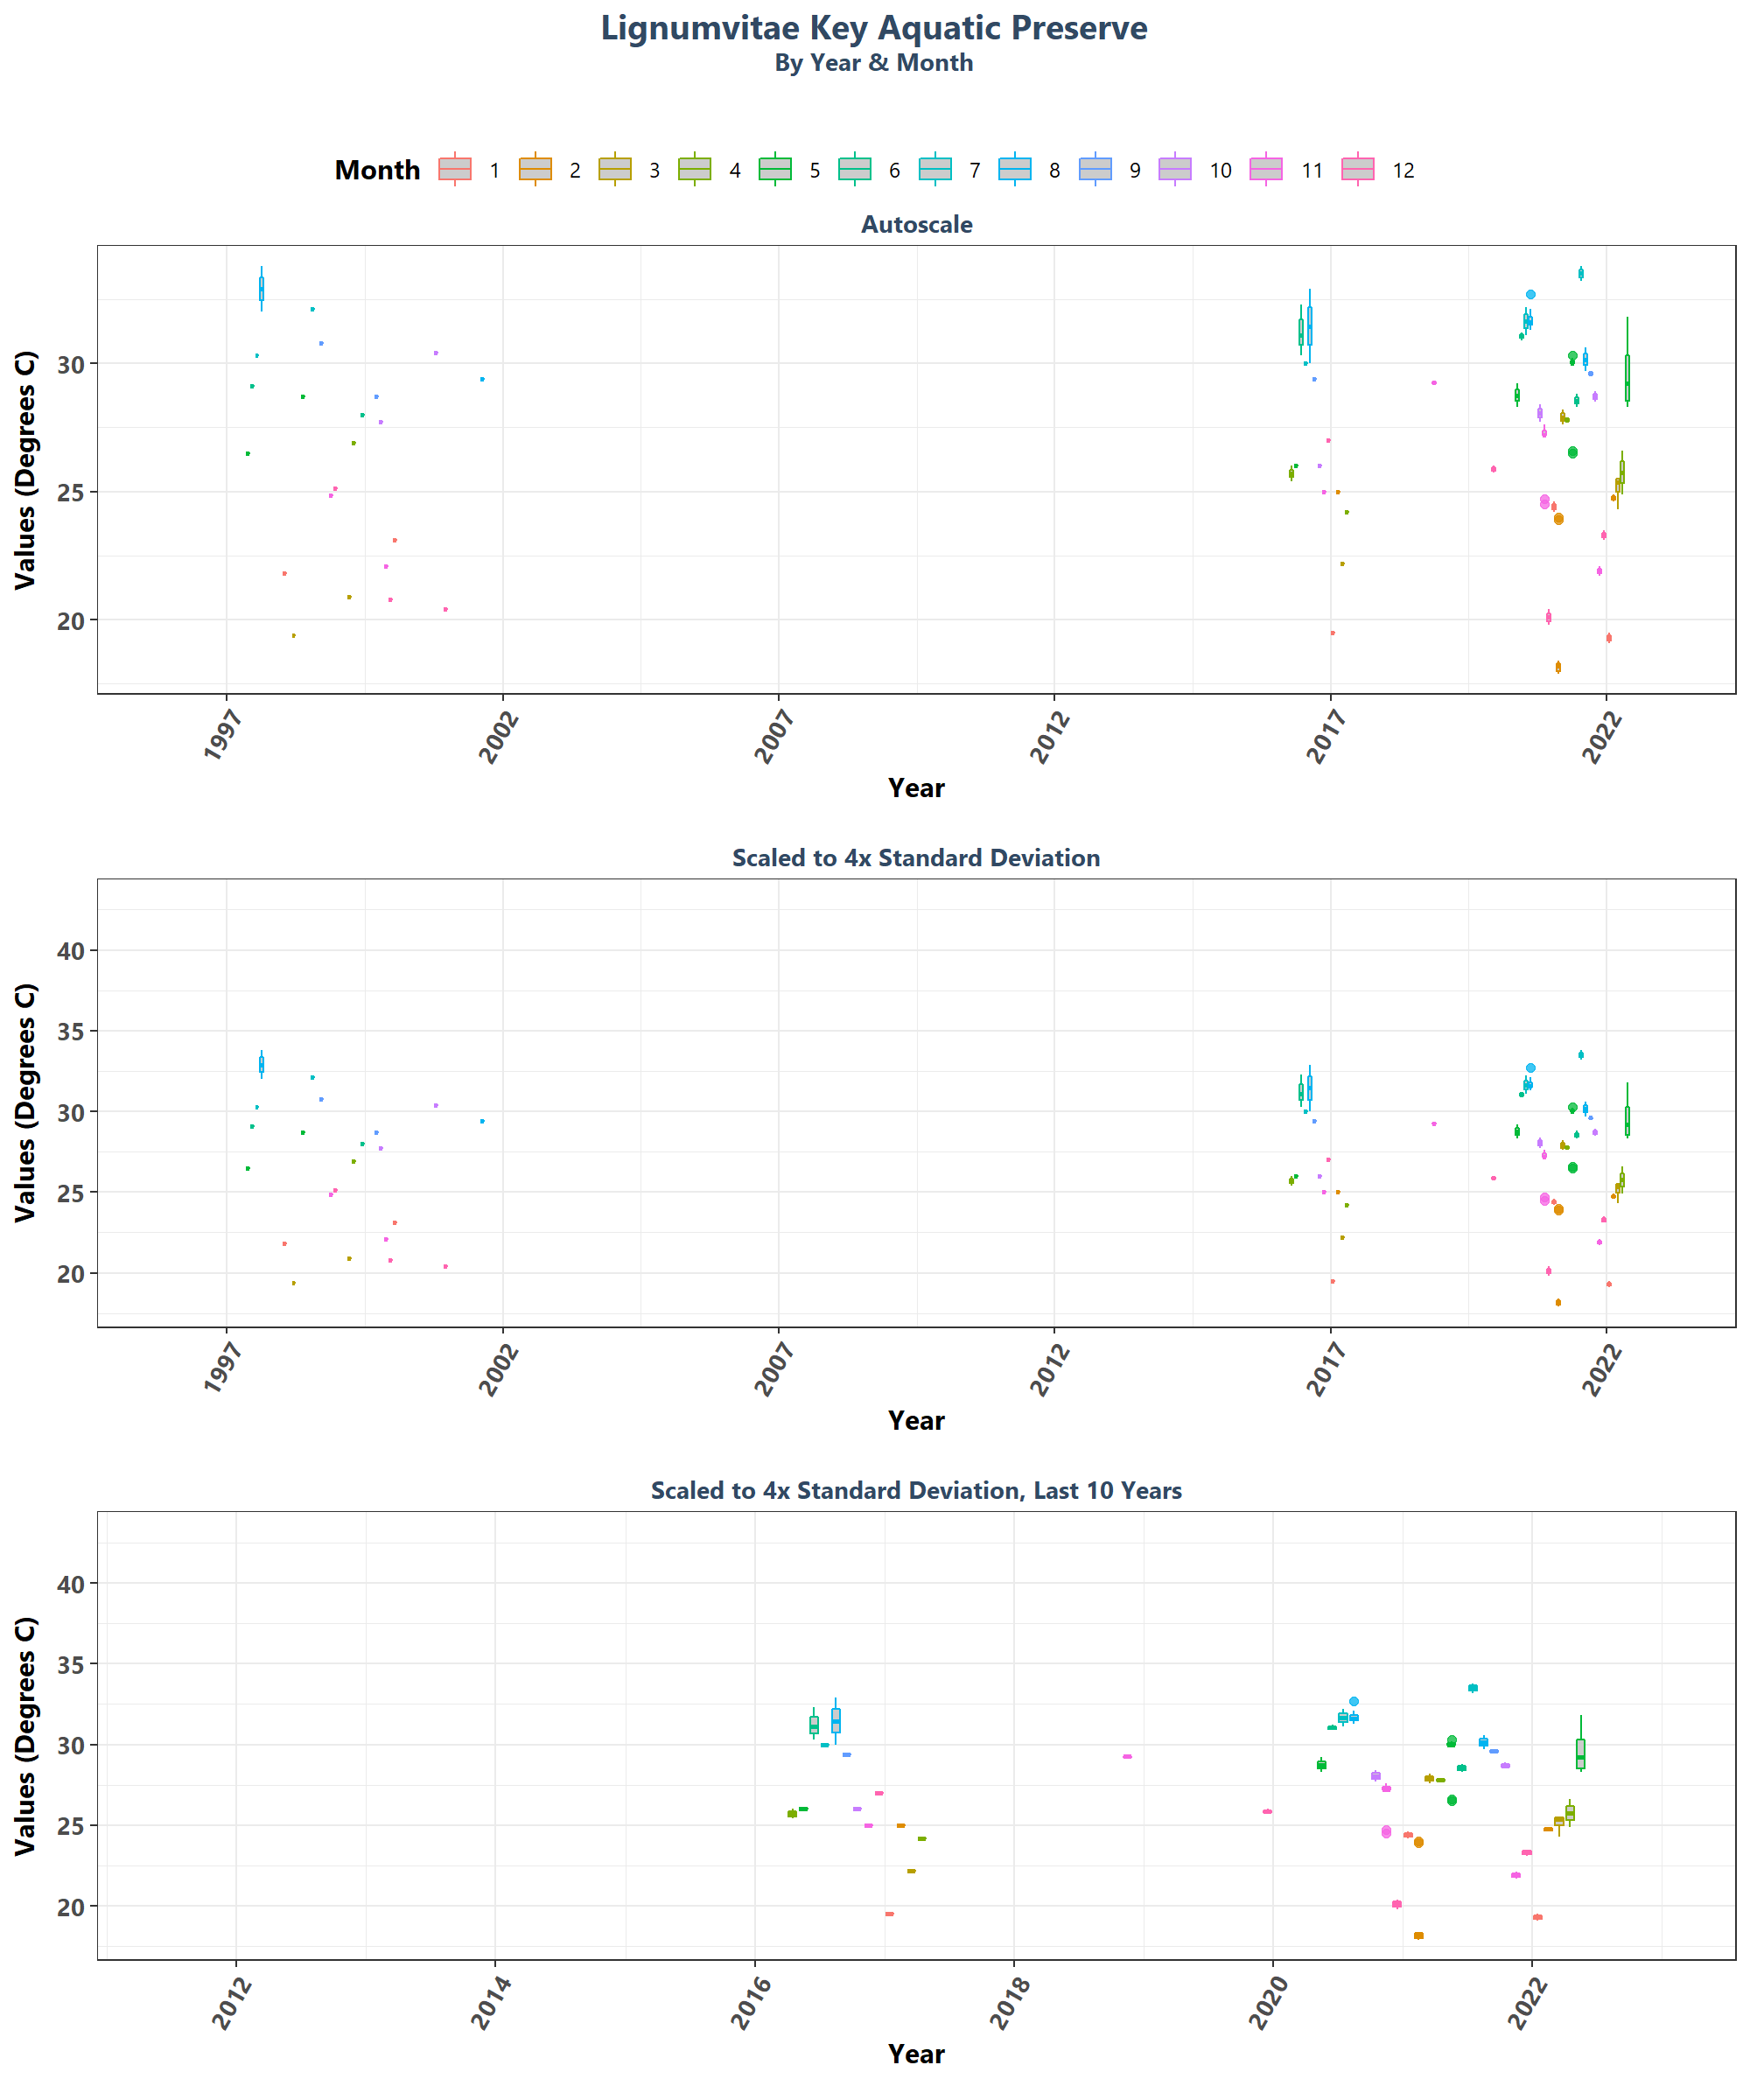 Lignumvitae Key Aquatic Preserve
By Year & Month
Month 1 2 3 4 5 6 7 8 9 10 11 12
Autoscale
Values (Degrees C)
30
25
20
1997 2002 2007 2012 2017 2022
Year
Scaled to 4x Standard Deviation
Values (Degrees C)
40
35
30
25
20
1997 2002 2007 2012 2017 2022
Year
Scaled to 4x Standard Deviation, Last 10 Years
Values (Degrees C)
40
35
30
25
20
2012 2014 2016 2018 2020 2022
Year